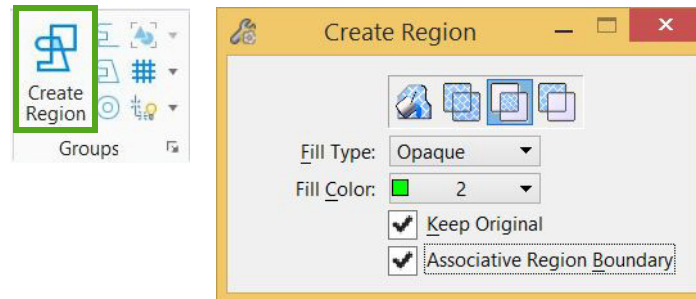 Create
Region
Groups
Create Region
Fill Type: Opaque
Fill Color: 2
Keep Original
Associative Region Boundary